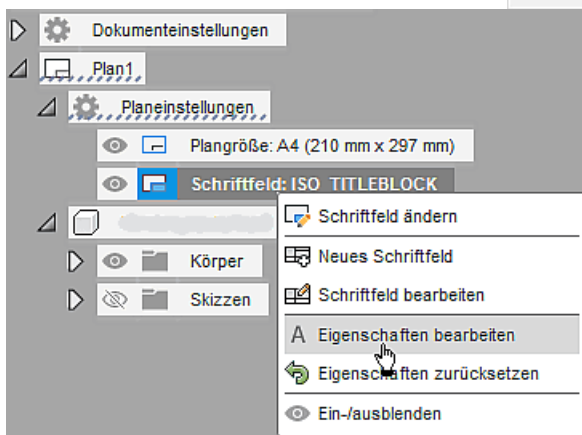 Dokumenteinstellungen
Plan1
Planeinstellungen
Plangröße: A4 (210 mm x 297 mm)
Schriftfeld: ISO_TITLEBLOCK
Schriftfeld ändern
Neues Schriftfeld
Körper
Schriftfeld bearbeiten
Skizzen
A Eigenschaften bearbeiten
Eigenschaften zurücksetzen
Ein-/ausblenden